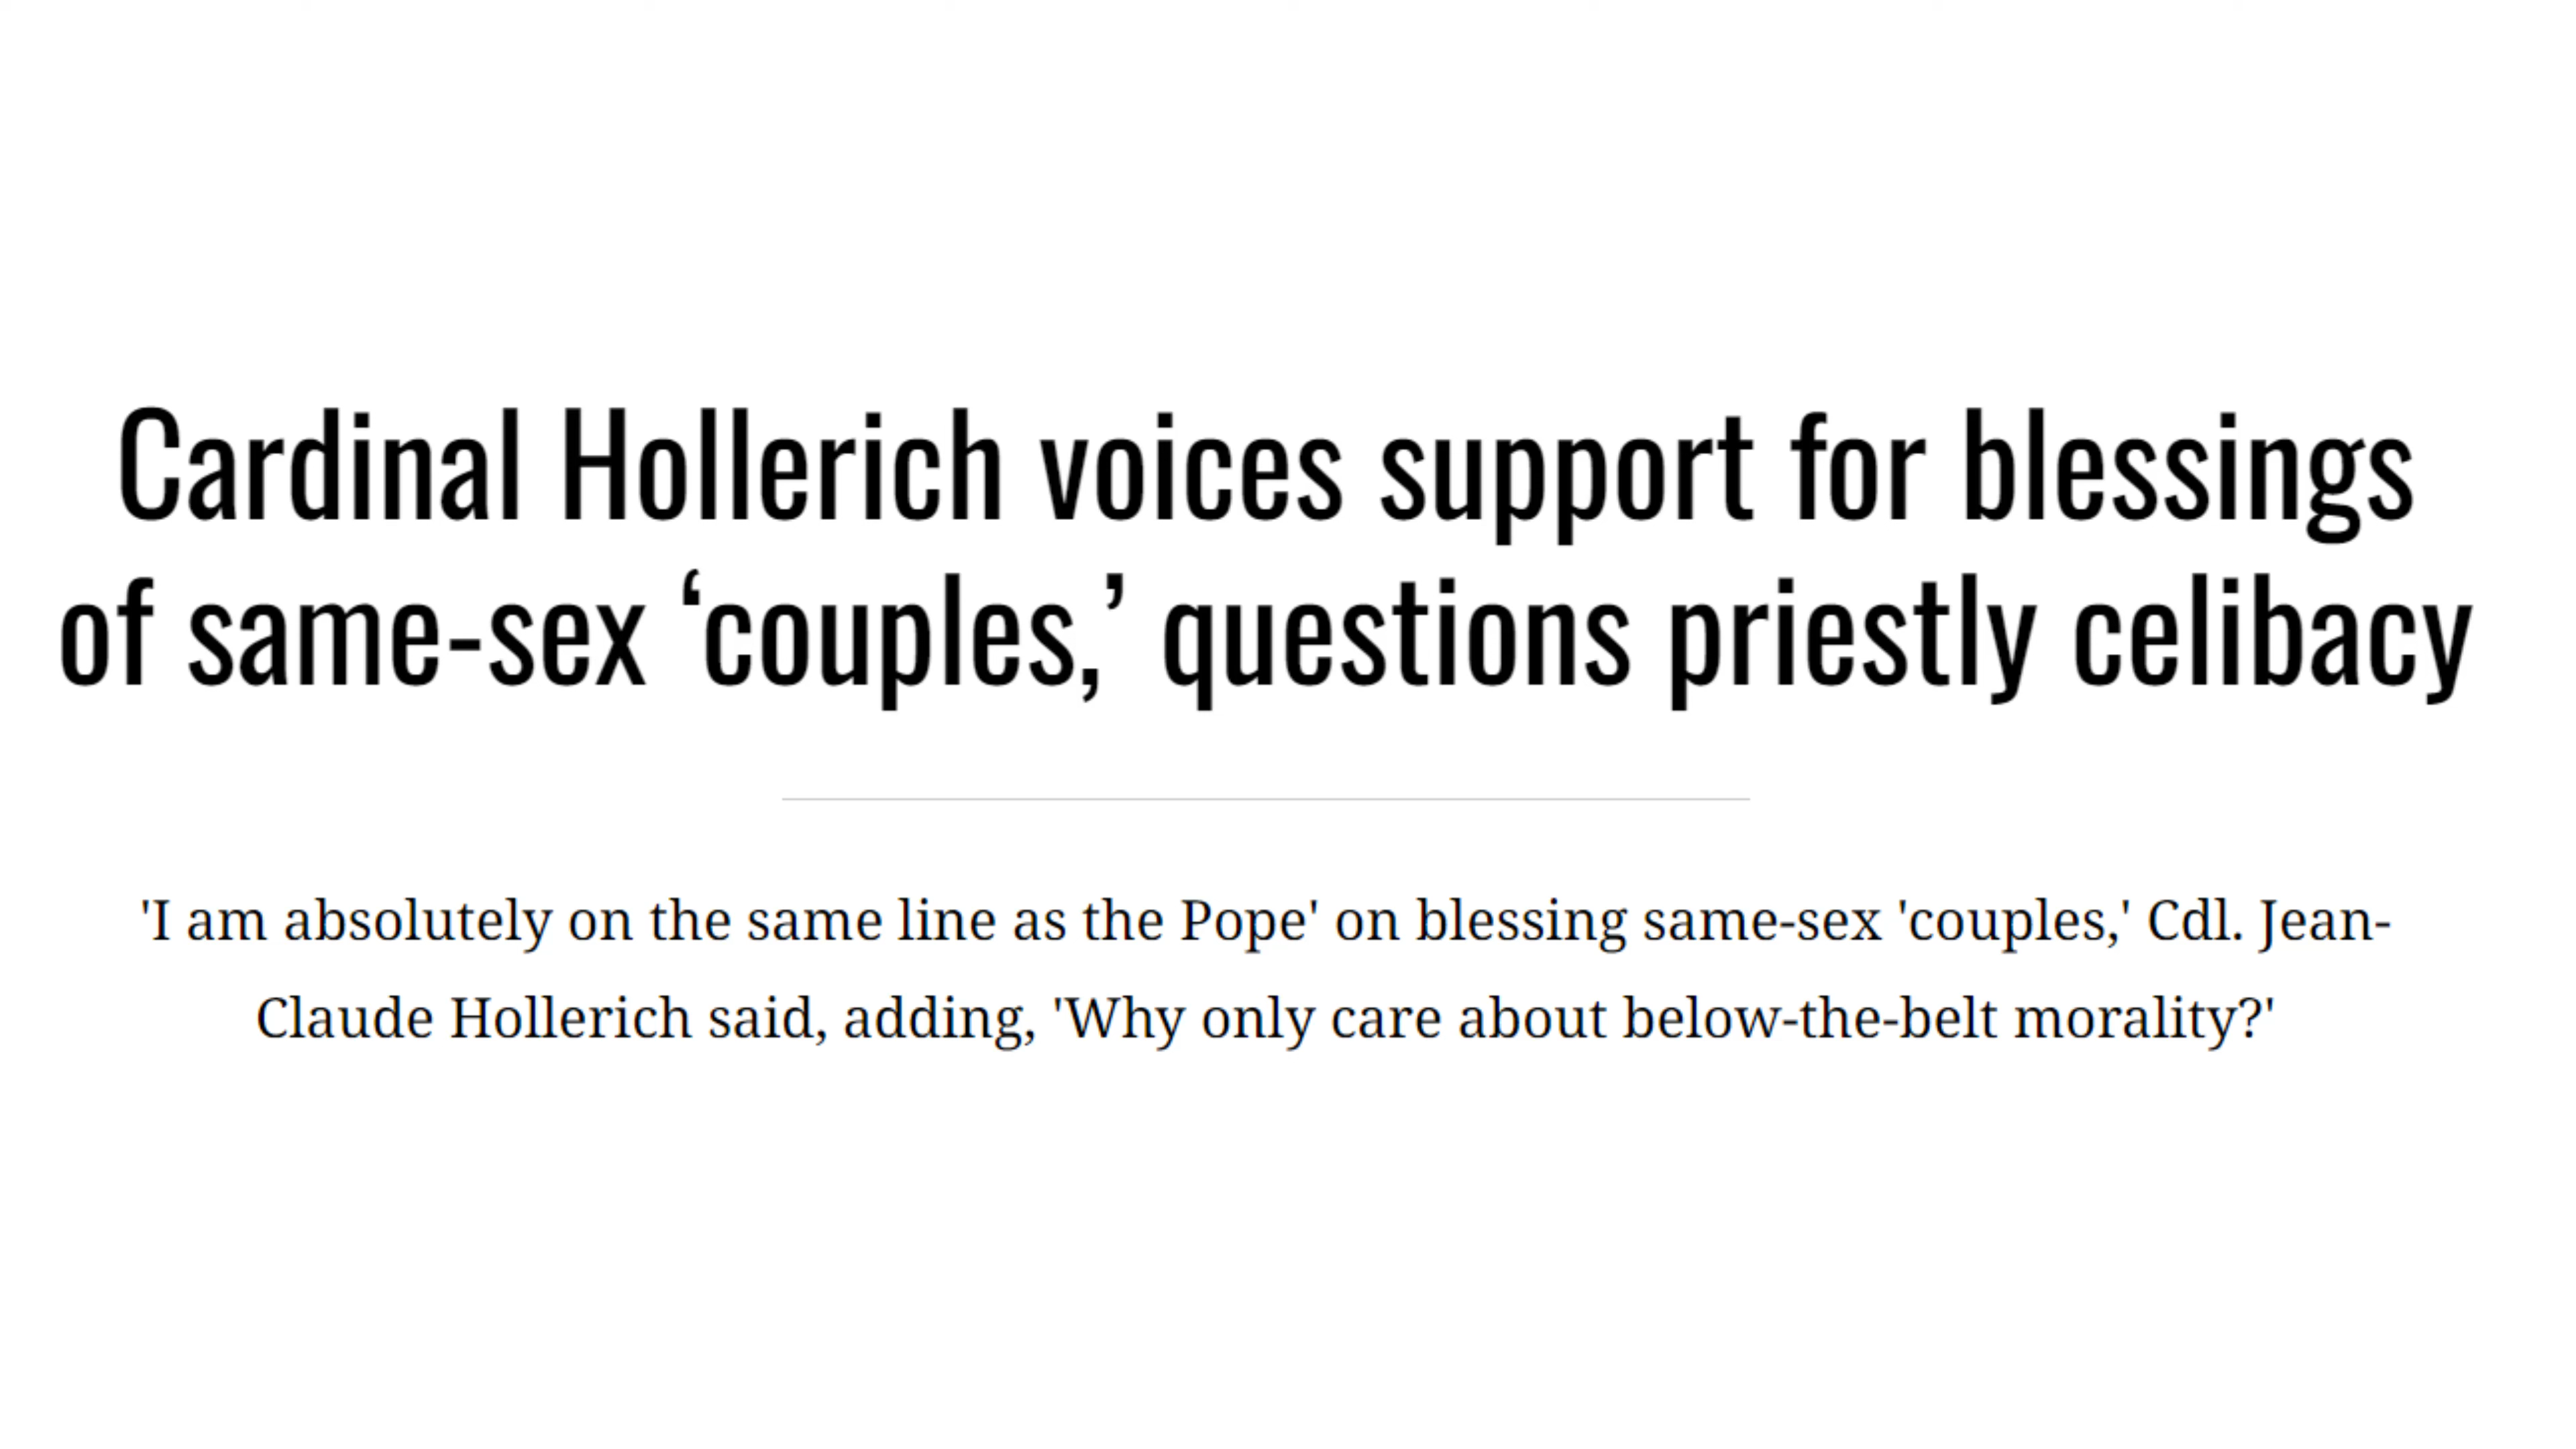 Cardinal Hollerich voices support for blessings
of same-sex ‘couples,’ questions priestly celibacy
'I am absolutely on the same line as the Pope' on blessing same-sex 'couples,' Cdl. Jean-
Claude Hollerich said, adding, 'Why only care about below-the-belt morality?'